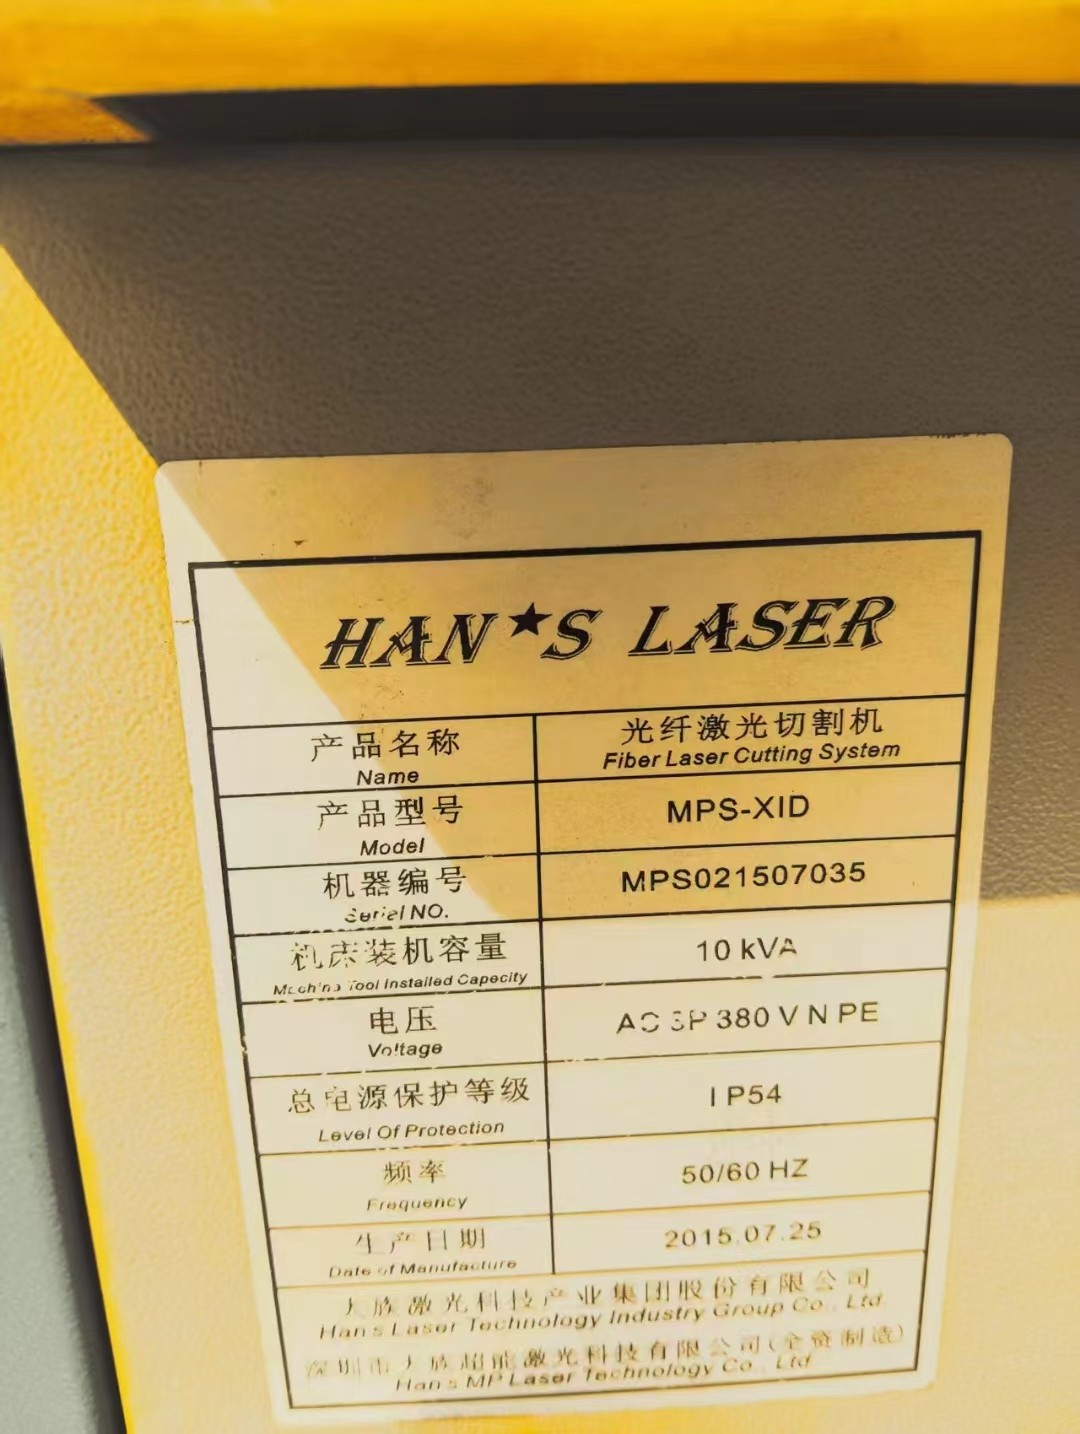 HAN★S LASER
产品名称 光纤激光切割机
Name Fiber Laser Cutting System
产品型号 MPS-XID
Model
机器编号 MPS021507035
Serial NO.
机床装机容量 10 kVA
Machine Tool Installed Capacity
电压 AC 3P 380 V N PE
Voltage
总电源保护等级 IP54
Level Of Protection
频率 50/60 HZ
Frequency
生产日期 2015.07.25
Date of Manufacture
大族激光科技产业集团股份有限公司
Han's Laser Technology Industry Group Co., Ltd.
深圳市大族超能激光科技有限公司(全资制造)
Han's MP Laser Technology Co., Ltd